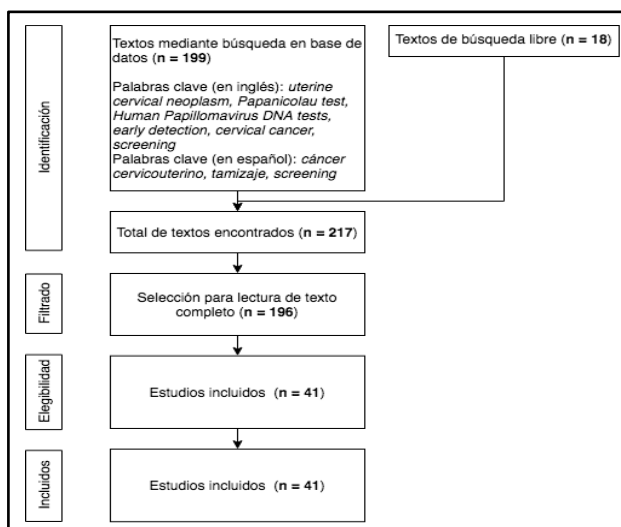 Textos mediante búsqueda en base de
datos (n = 199)
Palabras clave (en inglés): uterine
cervical neoplasm, Papanicolau test,
Human Papillomavirus DNA tests,
early detection, cervical cancer,
screening
Palabras clave (en español): cáncer
cervicouterino, tamizaje, screening
Textos de búsqueda libre (n = 18)
Identificación
Total de textos encontrados (n = 217)
Filtrado
Selección para lectura de texto
completo (n = 196)
Elegibilidad
Estudios incluidos (n = 41)
Incluidos
Estudios incluidos (n = 41)